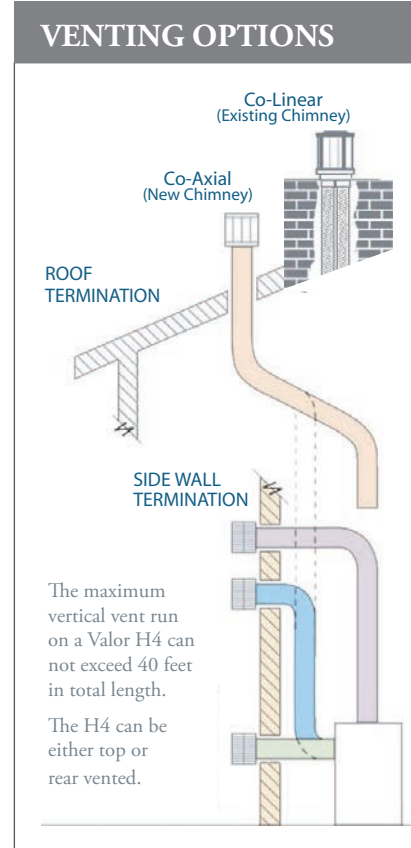 VENTING OPTIONS
Co-Linear
(Existing Chimney)
Co-Axial
(New Chimney)
ROOF
TERMINATION
SIDE WALL
TERMINATION
The maximum
vertical vent run
on a Valor H4 can
not exceed 40 feet
in total length.
The H4 can be
either top or
rear vented.